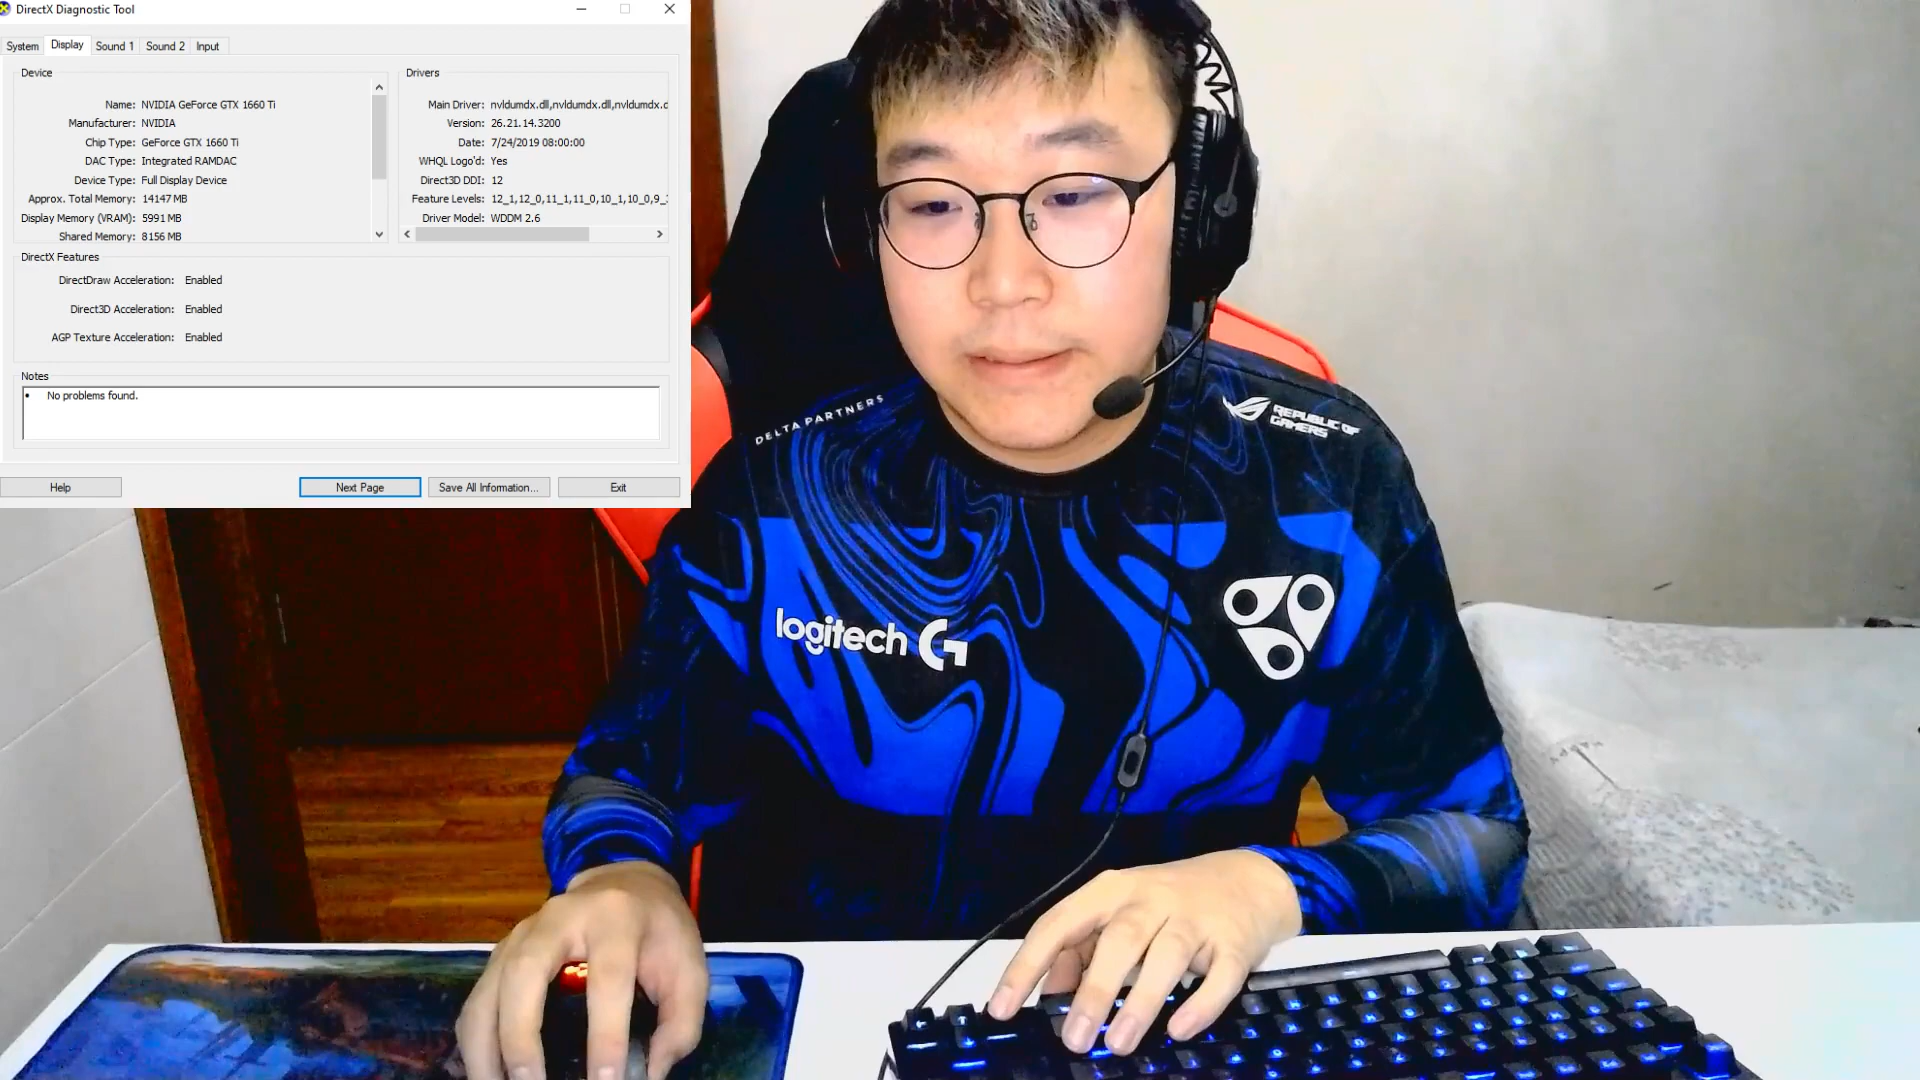 DirectX Diagnostic Tool
System Display Sound 1 Sound 2 Input
Device
Name: NVIDIA GeForce GTX 1660 Ti
Manufacturer: NVIDIA
Chip Type: GeForce GTX 1660 Ti
DAC Type: Integrated RAMDAC
Device Type: Full Display Device
Approx. Total Memory: 14147 MB
Display Memory (VRAM): 5991 MB
Shared Memory: 8156 MB
Drivers
Main Driver: nvldumdx.dll,nvldumdx.dll,nvldumdx.d
Version: 26.21.14.3200
Date: 7/24/2019 08:00:00
WHQL Logo'd: Yes
Direct3D DDI: 12
Feature Levels: 12_1,12_0,11_1,11_0,10_1,10_0,9_
Driver Model: WDDM 2.6
DirectX Features
DirectDraw Acceleration: Enabled
Direct3D Acceleration: Enabled
AGP Texture Acceleration: Enabled
Notes
• No problems found.
Help Next Page Save All Information... Exit
DELTA PARTNERS
REPUBLIC OF
GAMERS
logitech G